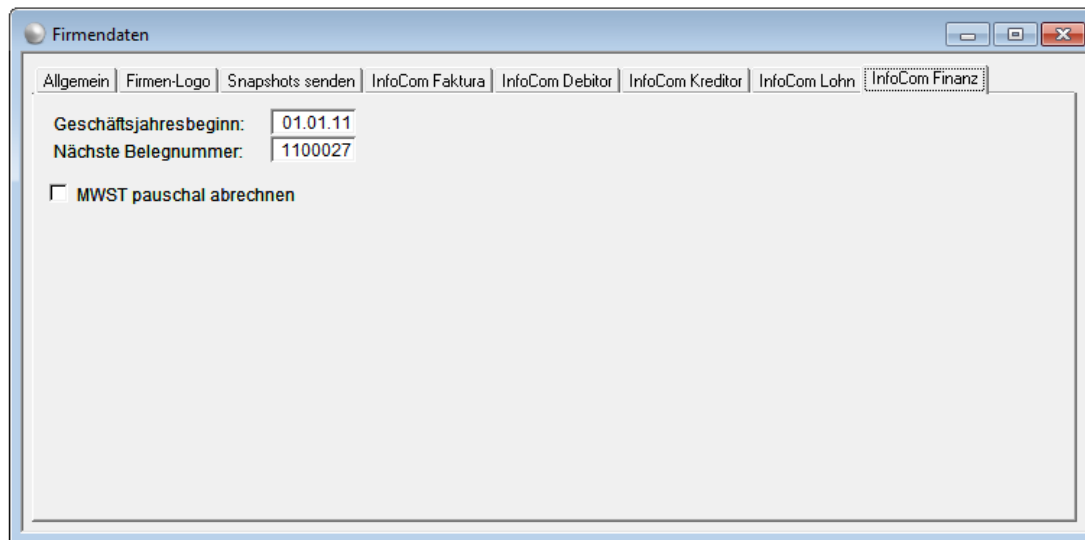 Firmendaten
Allgemein Firmen-Logo Snapshots senden InfoCom Faktura InfoCom Debitor InfoCom Kreditor InfoCom Lohn InfoCom Finanz
Geschäftsjahresbeginn: 01.01.11
Nächste Belegnummer: 1100027
MWST pauschal abrechnen